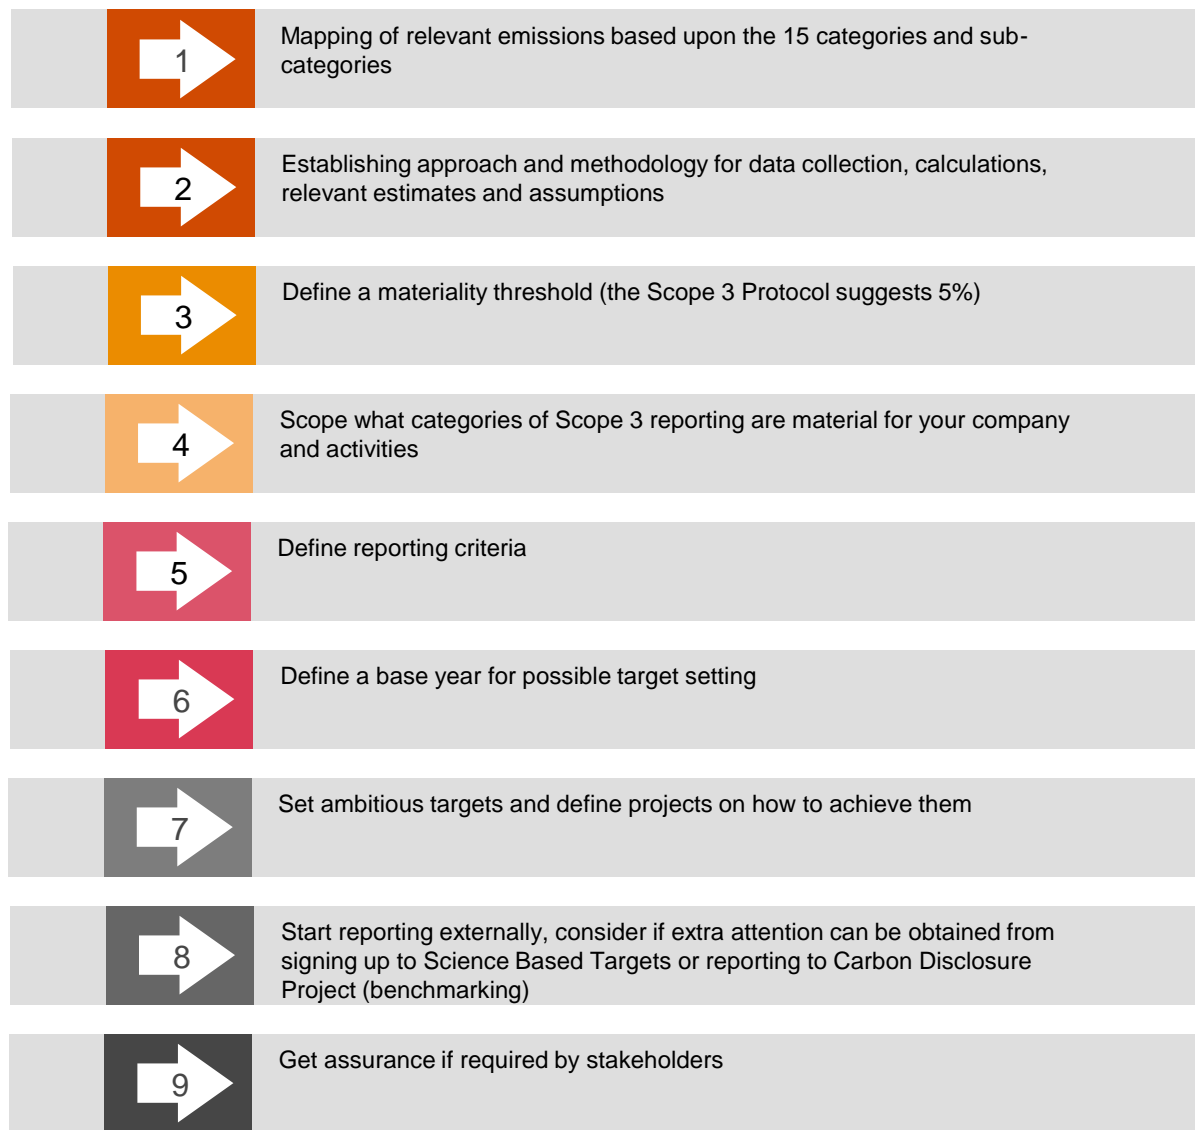 1
Mapping of relevant emissions based upon the 15 categories and sub-
categories
2
Establishing approach and methodology for data collection, calculations,
relevant estimates and assumptions
3
Define a materiality threshold (the Scope 3 Protocol suggests 5%)
4
Scope what categories of Scope 3 reporting are material for your company
and activities
5
Define reporting criteria
6
Define a base year for possible target setting
7
Set ambitious targets and define projects on how to achieve them
8
Start reporting externally, consider if extra attention can be obtained from
signing up to Science Based Targets or reporting to Carbon Disclosure
Project (benchmarking)
9
Get assurance if required by stakeholders